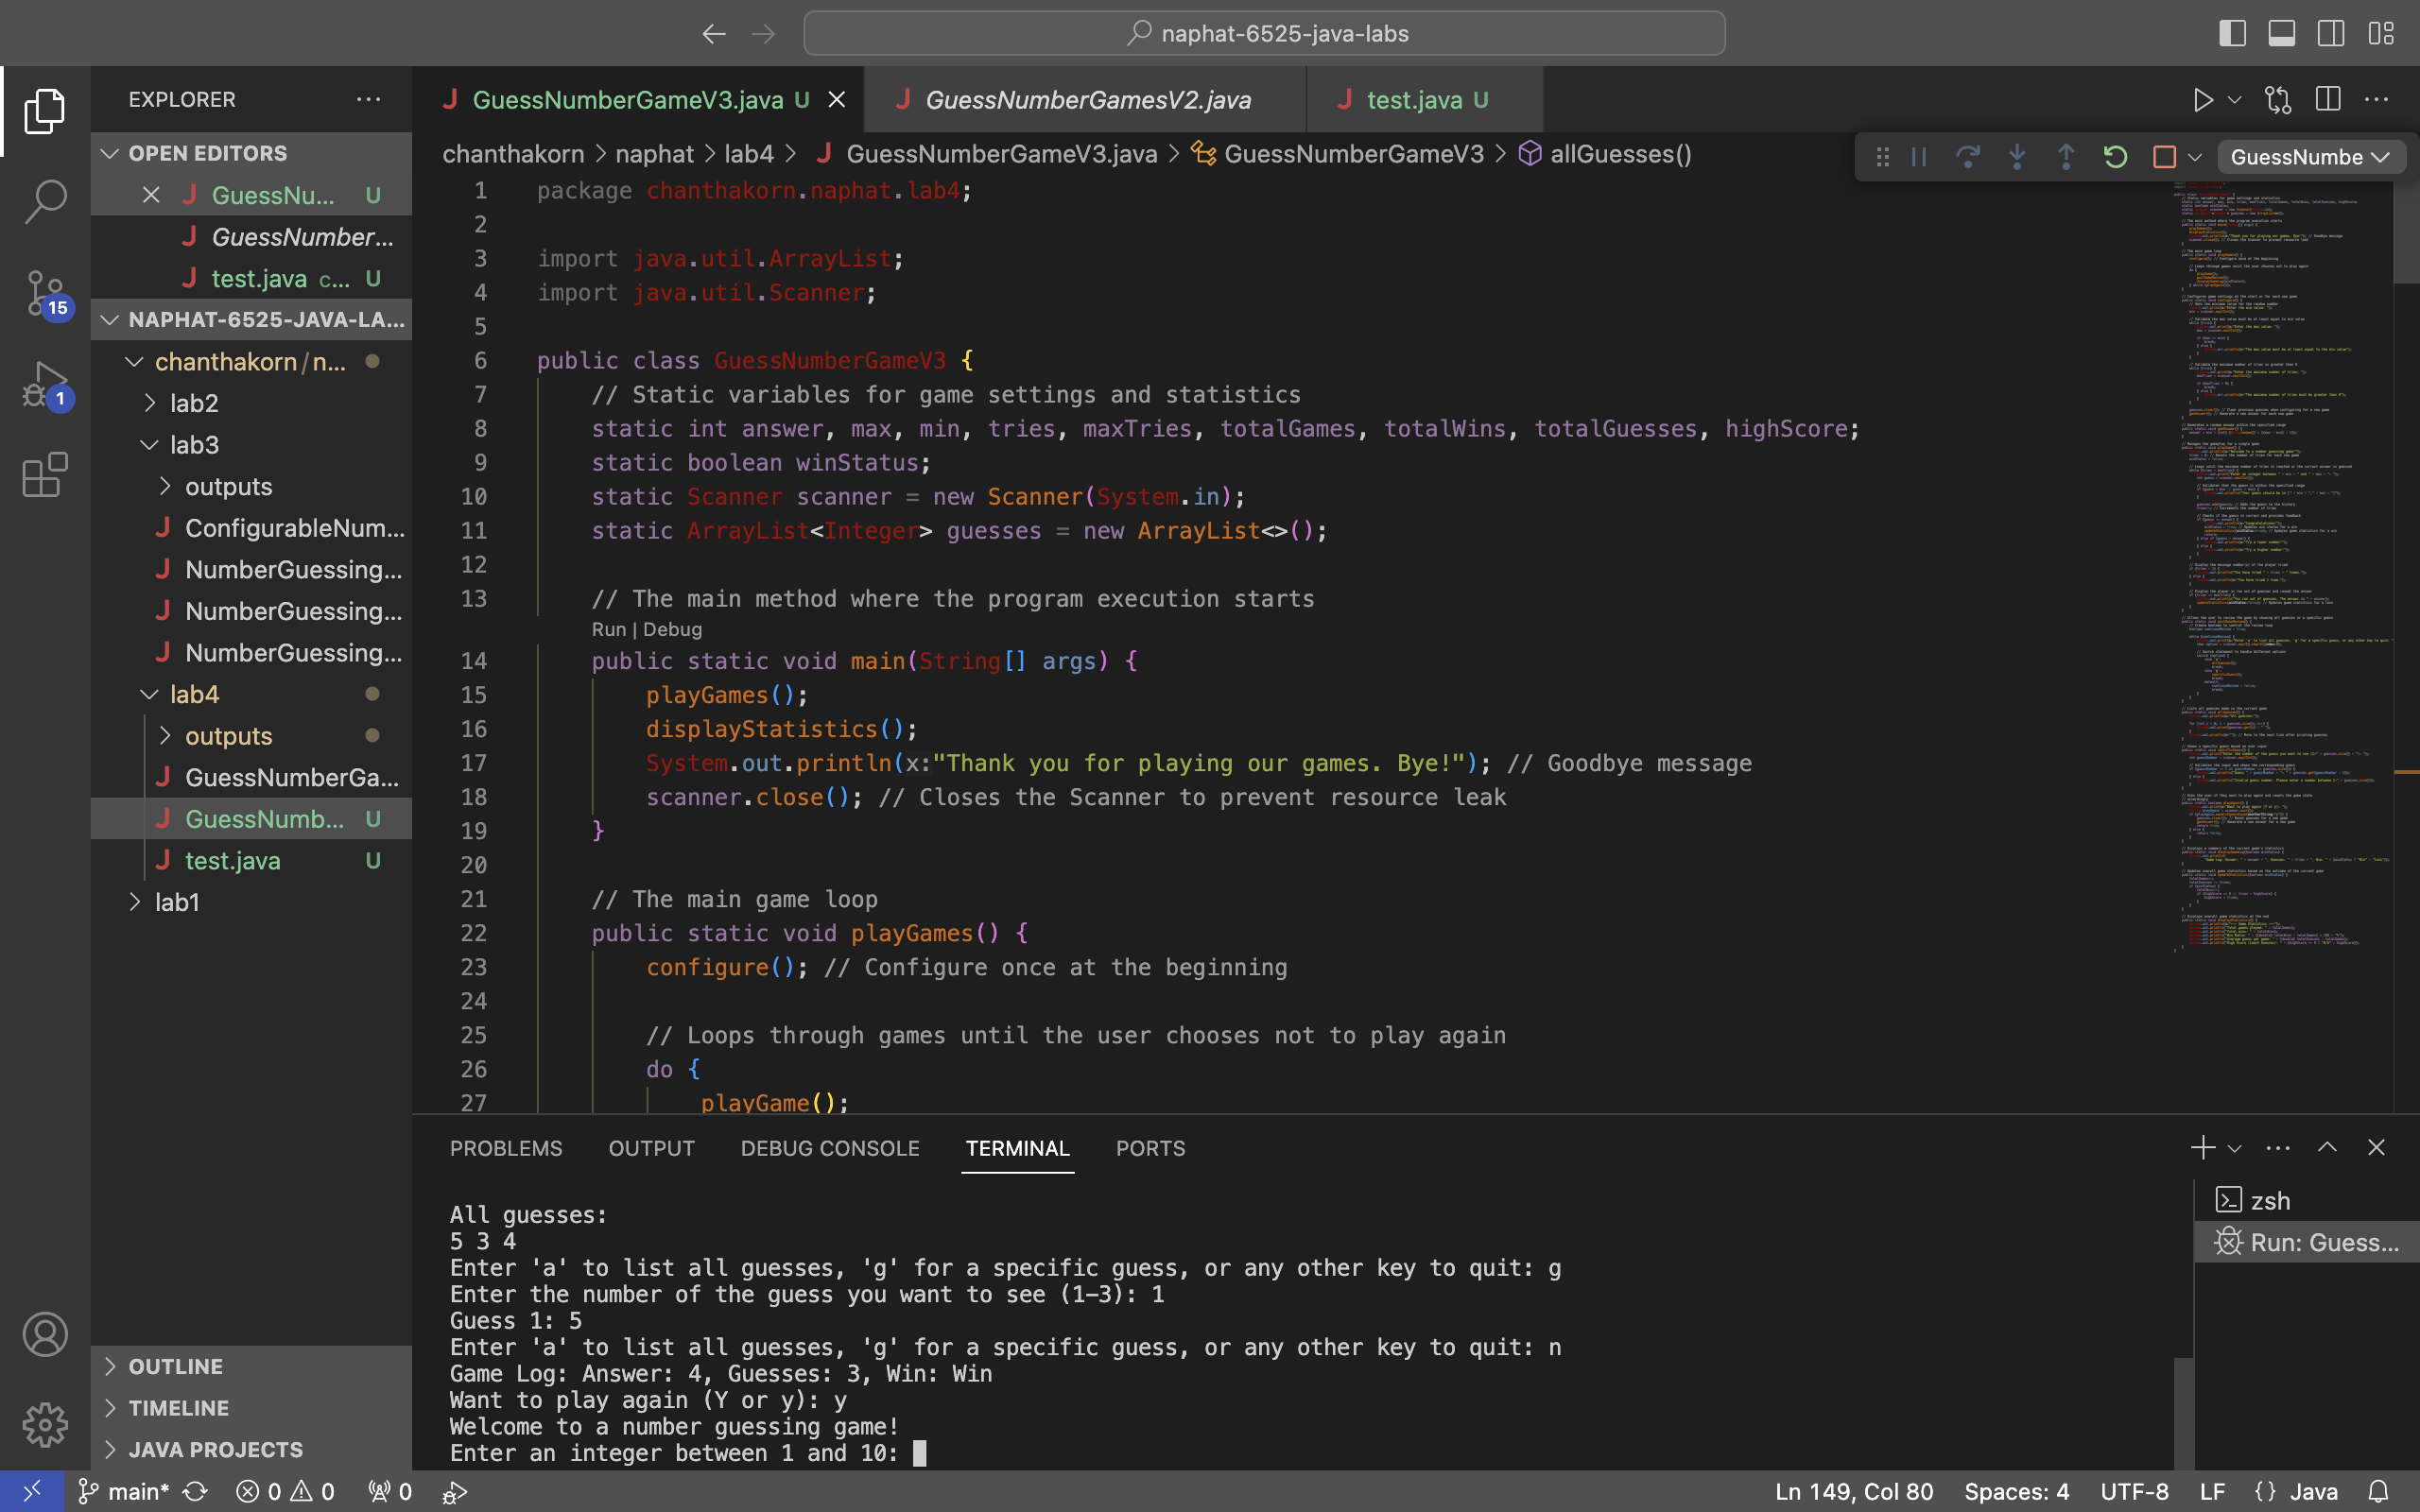 naphat-6525-java-labs
EXPLORER
GuessNumberGameV3.java U
GuessNumberGamesV2.java
test.java U
OPEN EDITORS
GuessNu... U
GuessNumber...
test.java c... U
NAPHAT-6525-JAVA-LA...
chanthakorn/n...
lab2
lab3
outputs
ConfigurableNum...
NumberGuessing...
NumberGuessing...
NumberGuessing...
lab4
outputs
GuessNumberGa...
GuessNumb... U
test.java U
lab1
OUTLINE
TIMELINE
JAVA PROJECTS
15
1
chanthakorn > naphat > lab4 > GuessNumberGameV3.java > GuessNumberGameV3 > allGuesses()
GuessNumbe
1 package chanthakorn.naphat.lab4;
2
3 import java.util.ArrayList;
4 import java.util.Scanner;
5
6 public class GuessNumberGameV3 {
7 // Static variables for game settings and statistics
8 static int answer, max, min, tries, maxTries, totalGames, totalWins, totalGuesses, highScore;
9 static boolean winStatus;
10 static Scanner scanner = new Scanner(System.in);
11 static ArrayList<Integer> guesses = new ArrayList<>();
12
13 // The main method where the program execution starts
Run | Debug
14 public static void main(String[] args) {
15 playGames();
16 displayStatistics();
17 System.out.println(x:"Thank you for playing our games. Bye!"); // Goodbye message
18 scanner.close(); // Closes the Scanner to prevent resource leak
19 }
20
21 // The main game loop
22 public static void playGames() {
23 configure(); // Configure once at the beginning
24
25 // Loops through games until the user chooses not to play again
26 do {
27 playGame();
PROBLEMS OUTPUT DEBUG CONSOLE TERMINAL PORTS
zsh
Run: Guess...
All guesses:
5 3 4
Enter 'a' to list all guesses, 'g' for a specific guess, or any other key to quit: g
Enter the number of the guess you want to see (1-3): 1
Guess 1: 5
Enter 'a' to list all guesses, 'g' for a specific guess, or any other key to quit: n
Game Log: Answer: 4, Guesses: 3, Win: Win
Want to play again (Y or y): y
Welcome to a number guessing game!
Enter an integer between 1 and 10:
main* 0 0 0 Ln 149, Col 80 Spaces: 4 UTF-8 LF {} Java